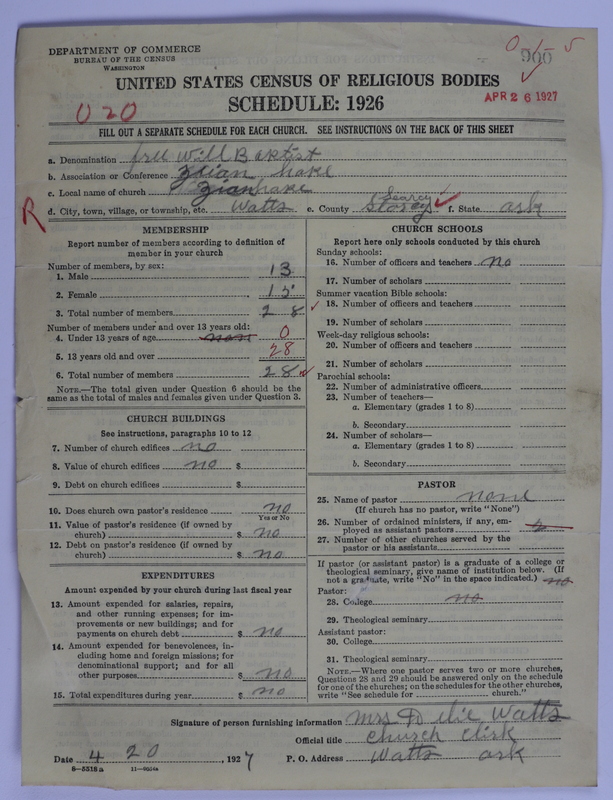 DEPARTMENT OF COMMERCE
BUREAU OF THE CENSUS
WASHINGTON
900
UNITED STATES CENSUS OF RELIGIOUS BODIES
APR 26 1927
SCHEDULE: 1926
020
FILL OUT A SEPARATE SCHEDULE FOR EACH CHURCH. SEE INSTRUCTIONS ON THE BACK OF THIS SHEET
a. Denomination free Will Baptist
b. Association or Conference Zian hake
c. Local name of church Zian hake
d. City, town, village, or township, etc. Watts e. County Storey Searcy f. State ark
R
MEMBERSHIP
Report number of members according to definition of
member in your church
Number of members, by sex:
1. Male 13
2. Female 15
3. Total number of members 28
Number of members under and over 13 years old:
4. Under 13 years of age none 0
5. 13 years old and over 28
6. Total number of members 28
NOTE.—The total given under Question 6 should be
same as the total of males and females given under Question 3.
CHURCH BUILDINGS
See instructions, paragraphs 10 to 12
7. Number of church edifices no
8. Value of church edifices no $
9. Debt on church edifices $
10. Does church own pastor's residence no
Yes or No
11. Value of pastor's residence (if owned by
church) $ no
12. Debt on pastor's residence (if owned by
church) $ no
EXPENDITURES
Amount expended by your church during last fiscal year
13. Amount expended for salaries, repairs,
and other running expenses; for im-
provements or new buildings; and for
payments on church debt $ no
14. Amount expended for benevolences, in-
cluding home and foreign missions; for
denominational support; and for all
other purposes $ no
15. Total expenditures during year $ no
CHURCH SCHOOLS
Report here only schools conducted by this church
Sunday schools:
16. Number of officers and teachers no
17. Number of scholars
Summer vacation Bible schools:
18. Number of officers and teachers
19. Number of scholars
Week-day religious schools:
20. Number of officers and teachers
21. Number of scholars
Parochial schools:
22. Number of administrative officers
23. Number of teachers—
a. Elementary (grades 1 to 8)
b. Secondary
24. Number of scholars—
a. Elementary (grades 1 to 8)
b. Secondary
PASTOR
25. Name of pastor none
(If church has no pastor, write "None")
26. Number of ordained ministers, if any, em-
ployed as assistant pastors
27. Number of other churches served by the
pastor or his assistants
If pastor (or assistant pastor) is a graduate of a college or
theological seminary, give name of institution below. (If
not a graduate, write "No" in the space indicated.) no
Pastor:
28. College no
29. Theological seminary
Assistant pastor:
30. College
31. Theological seminary
NOTE.—Where one pastor serves two or more churches,
Questions 28 and 29 should be answered only on the schedule
for one of the churches; on the schedules for the other churches,
write "See schedule for church."
Signature of person furnishing information Mrs Watts
Official title church clirk
Date 4 20, 1927 P. O. Address Watts ark
8-5518a 11-9064a